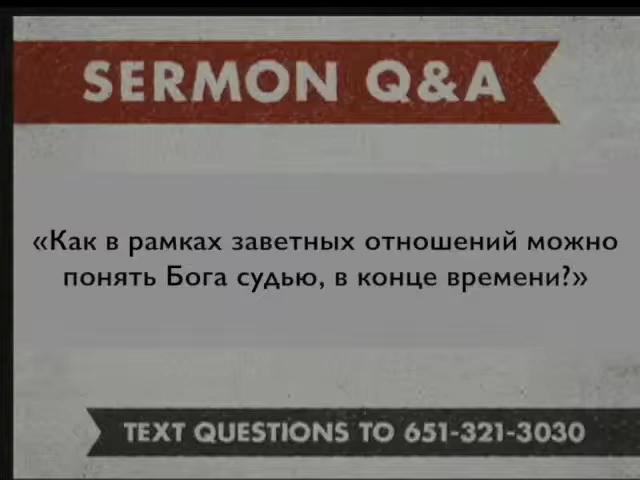 SERMON Q&A
«Как в рамках заветных отношений можно
понять Бога судью, в конце времени?»
TEXT QUESTIONS TO 651-321-3030